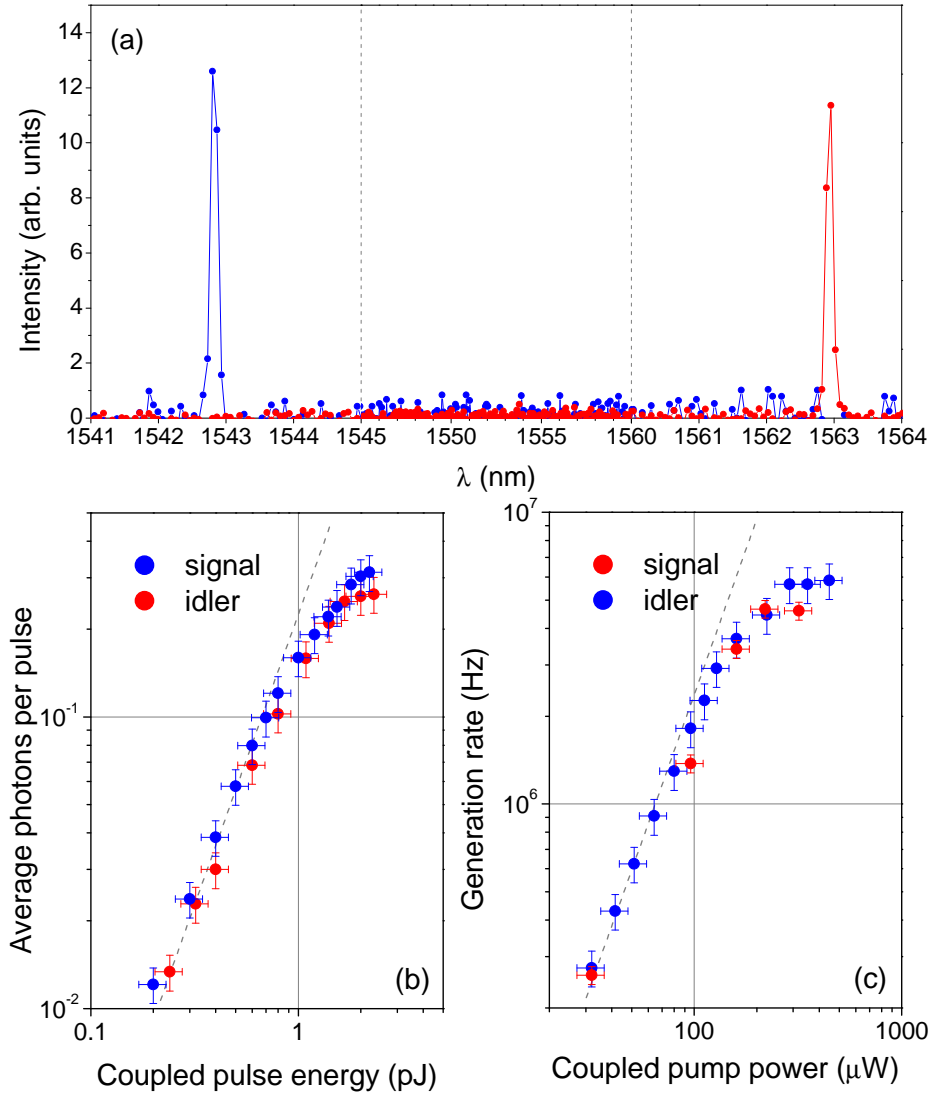 (a)
Intensity (arb. units)
14
12
10
8
6
4
2
0
1541 1542 1543 1544 1545 1550 1555 1560 1561 1562 1563 1564
λ (nm)
signal
idler
Average photons per pulse
10⁻¹
10⁻²
(b)
0.1 1
Coupled pulse energy (pJ)
10⁷
signal
idler
Generation rate (Hz)
10⁶
(c)
100 1000
Coupled pump power (μW)